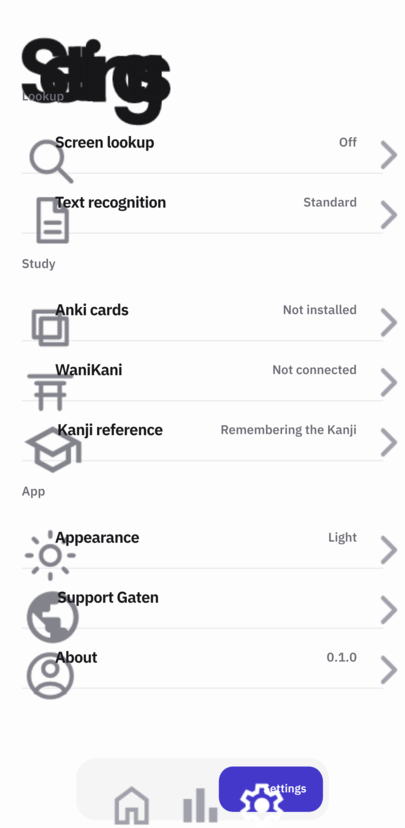 Lookup
Screen lookup Off
Text recognition Standard
Study
Anki cards Not installed
WaniKani Not connected
Kanji reference Remembering the Kanji
App
Appearance Light
Support Gaten
About 0.1.0
ettings